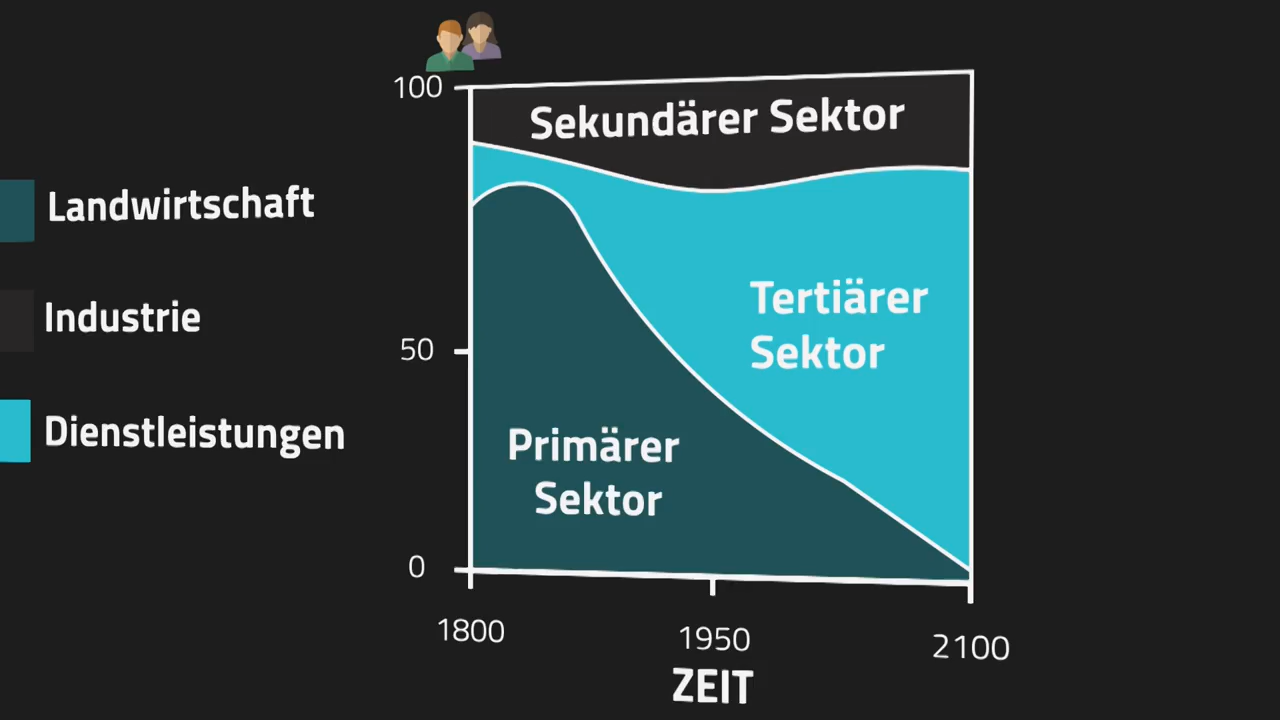 Landwirtschaft
Industrie
Dienstleistungen
100
50
0
Sekundärer Sektor
Tertiärer
Sektor
Primärer
Sektor
1800
1950
2100
ZEIT